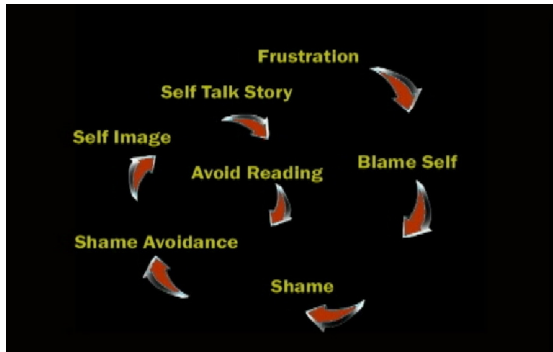 Frustration
Self Talk Story
Self Image
Avoid Reading
Blame Self
Shame Avoidance
Shame